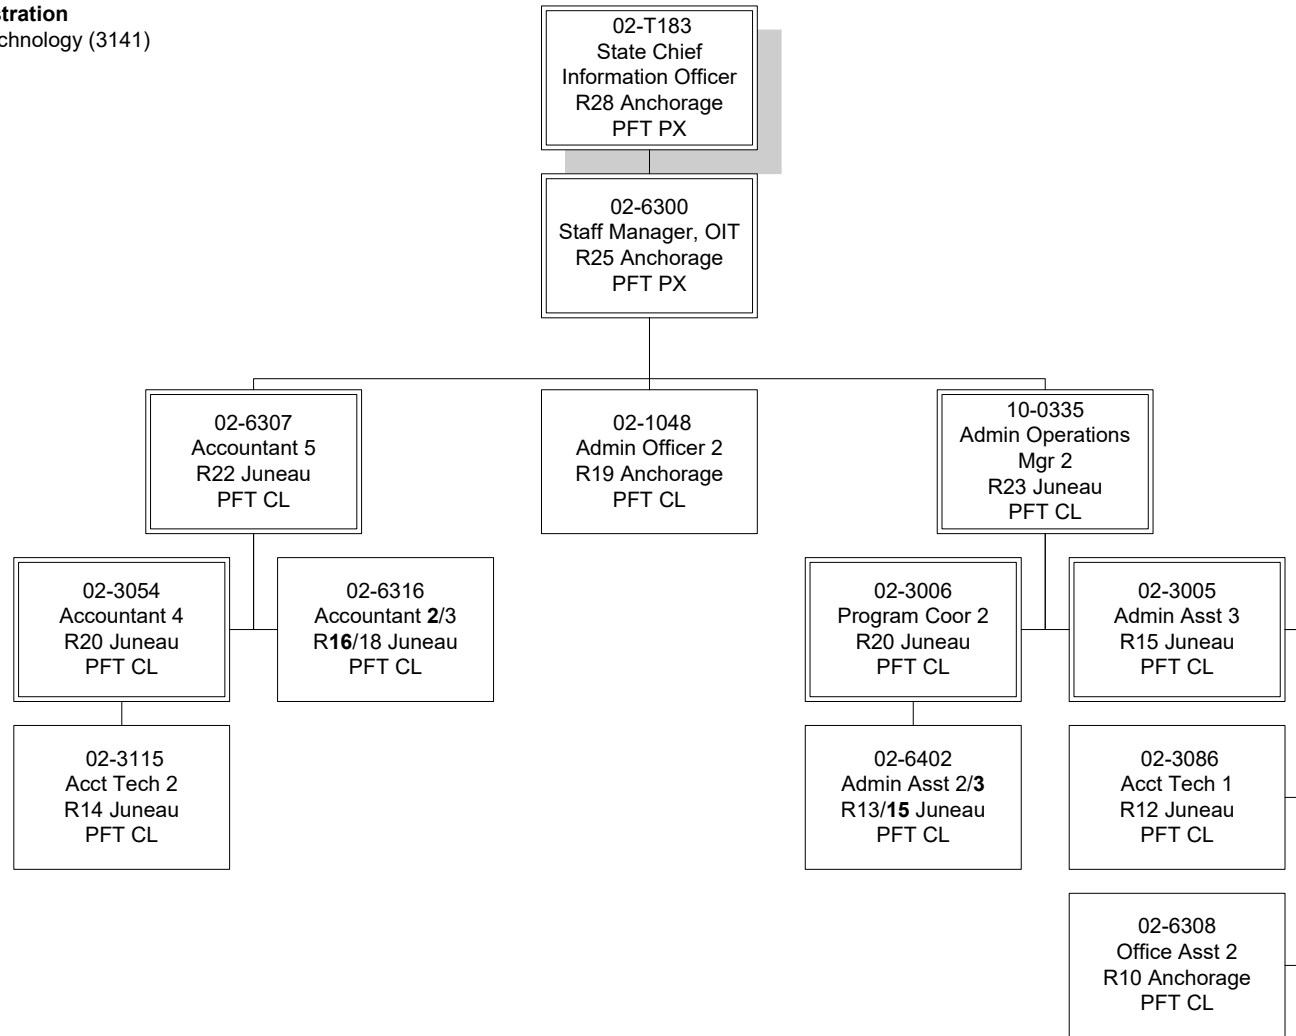 (3141)
02-T183
State Chief
Information Officer
R28 Anchorage
PFT PX
02-6300
Staff Manager, OIT
R25 Anchorage
PFT PX
02-6307
Accountant 5
R22 Juneau
PFT CL
02-1048
Admin Officer 2
R19 Anchorage
PFT CL
10-0335
Admin Operations
Mgr 2
R23 Juneau
PFT CL
02-3054
Accountant 4
R20 Juneau
PFT CL
02-6316
Accountant 2/3
R16/18 Juneau
PFT CL
02-3006
Program Coor 2
R20 Juneau
PFT CL
02-3005
Admin Asst 3
R15 Juneau
PFT CL
02-3115
Acct Tech 2
R14 Juneau
PFT CL
02-6402
Admin Asst 2/3
R13/15 Juneau
PFT CL
02-3086
Acct Tech 1
R12 Juneau
PFT CL
02-6308
Office Asst 2
R10 Anchorage
PFT CL